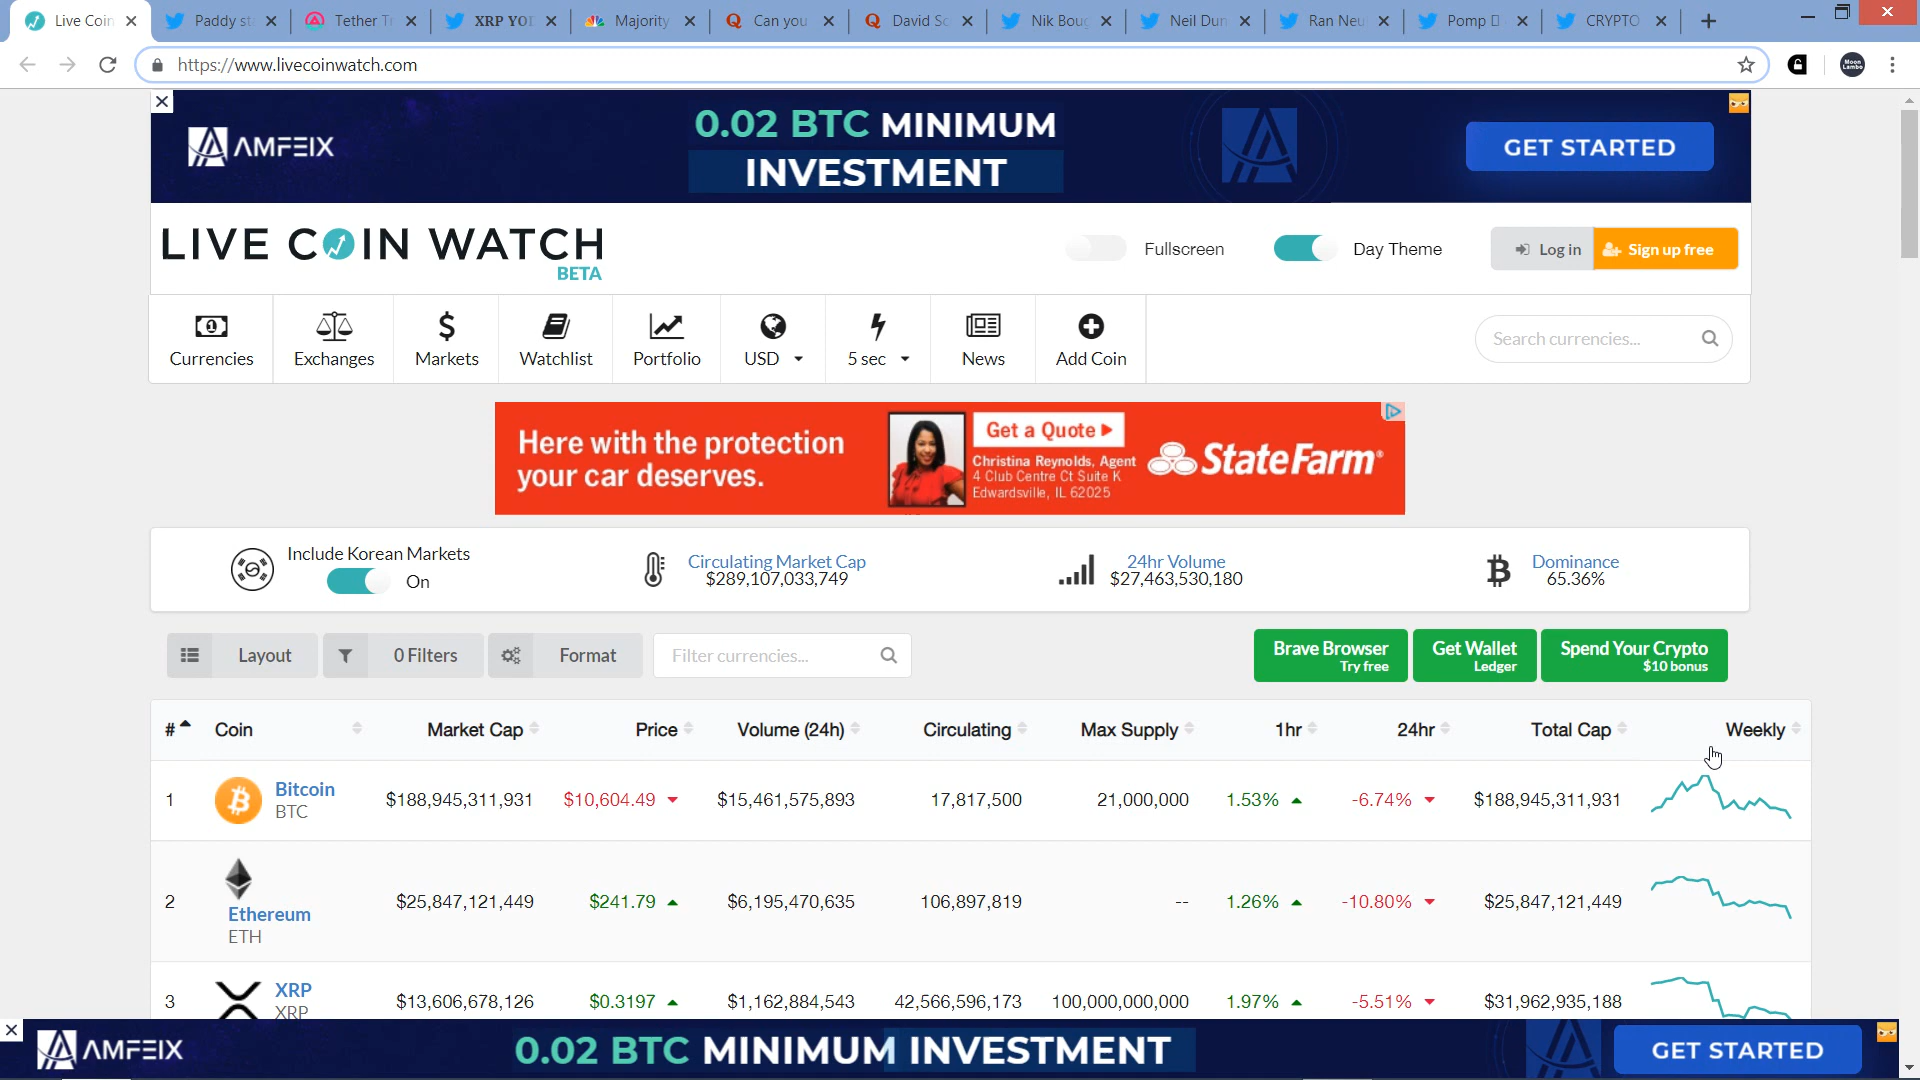 Live Coin
Paddy sta
Tether Tr
XRP YO
Majority
Can you
David Sc
Nik Boug
Neil Dun
Ran Neu
Pomp
CRYPTO
https://www.livecoinwatch.com
Moon
Lambo
AMFEIX
0.02 BTC MINIMUM
INVESTMENT
GET STARTED
LIVE COIN WATCH
BETA
Fullscreen
Day Theme
Log in
Sign up free
Currencies
Exchanges
Markets
Watchlist
Portfolio
USD
5 sec
News
Add Coin
Search currencies...
Here with the protection
your car deserves.
Get a Quote
Christina Reynolds, Agent
4 Club Centre Ct Suite K
Edwardsville, IL 62025
StateFarm®
Include Korean Markets
On
Circulating Market Cap
$289,107,033,749
24hr Volume
$27,463,530,180
Dominance
65.36%
Layout
0 Filters
Format
Filter currencies...
Brave Browser
Try free
Get Wallet
Ledger
Spend Your Crypto
$10 bonus
# Coin Market Cap Price Volume (24h) Circulating Max Supply 1hr 24hr Total Cap Weekly
1 Bitcoin BTC $188,945,311,931 $10,604.49 $15,461,575,893 17,817,500 21,000,000 1.53% -6.74% $188,945,311,931
2 Ethereum ETH $25,847,121,449 $241.79 $6,195,470,635 106,897,819 -- 1.26% -10.80% $25,847,121,449
3 XRP XRP $13,606,678,126 $0.3197 $1,162,884,543 42,566,596,173 100,000,000,000 1.97% -5.51% $31,962,935,188
AMFEIX
0.02 BTC MINIMUM INVESTMENT
GET STARTED